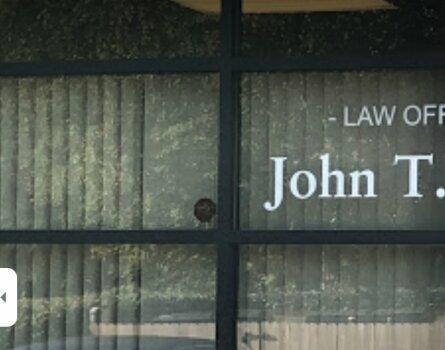 - LAW OFF
John T.